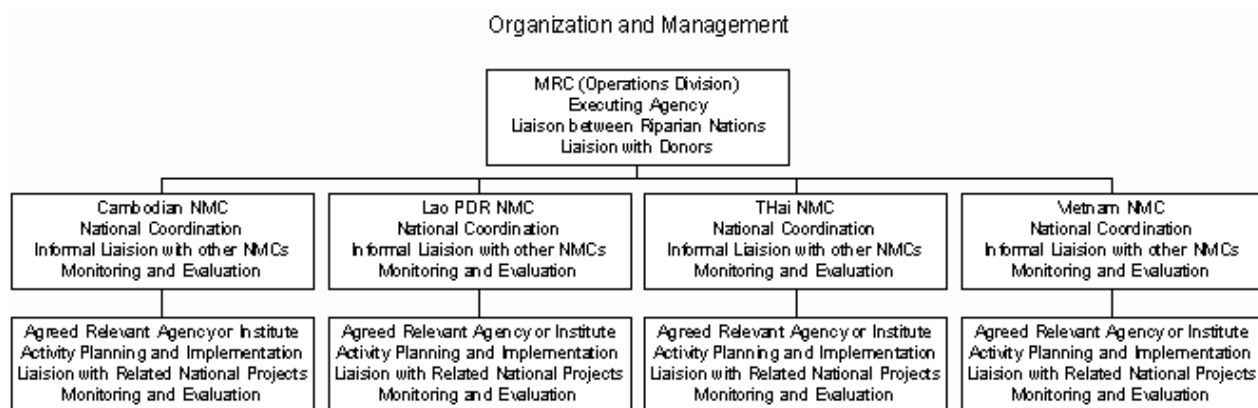 Organization and Management
MRC (Operations Division)
Executing Agency
Liaison between Riparian Nations
Liaision with Donors
Cambodian NMC
National Coordination
Informal Liaision with other NMCs
Monitoring and Evaluation
Lao PDR NMC
National Coordination
Informal Liaision with other NMCs
Monitoring and Evaluation
THai NMC
National Coordination
Informal Liaision with other NMCs
Monitoring and Evaluation
Vietnam NMC
National Coordination
Informal Liaision with other NMCs
Monitoring and Evaluation
Agreed Relevant Agency or Institute
Activity Planning and Implementation
Liaison with Related National Projects
Monitoring and Evaluation
Agreed Relevant Agency or Institute
Activity Planning and Implementation
Liaison with Related National Projects
Monitoring and Evaluation
Agreed Relevant Agency or Institute
Activity Planning and Implementation
Liaison with Related National Projects
Monitoring and Evaluation
Agreed Relevant Agency or Institute
Activity Planning and Implementation
Liaison with Related National Projects
Monitoring and Evaluation